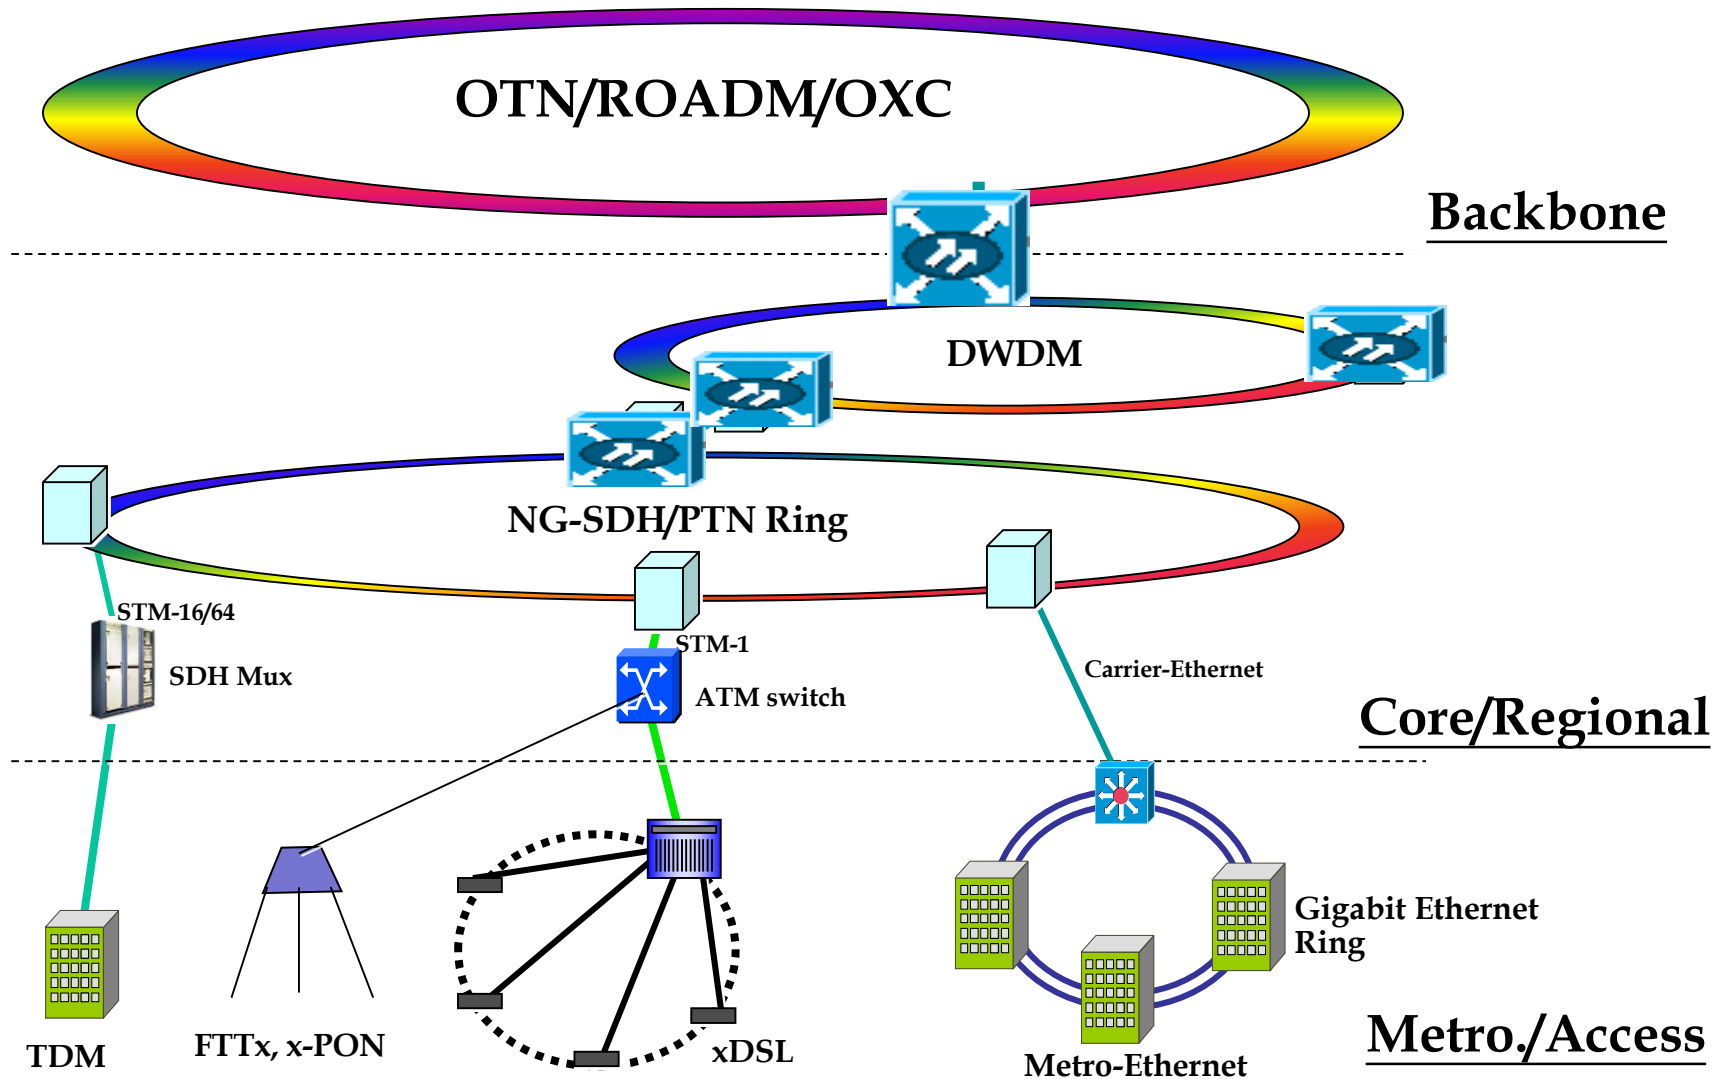 OTN/ROADM/OXC
Backbone
DWDM
NG-SDH/PTN Ring
STM-16/64
SDH Mux
STM-1
ATM switch
Carrier-Ethernet
Core/Regional
Gigabit Ethernet
Ring
TDM
FTTx, x-PON
xDSL
Metro-Ethernet
Metro./Access